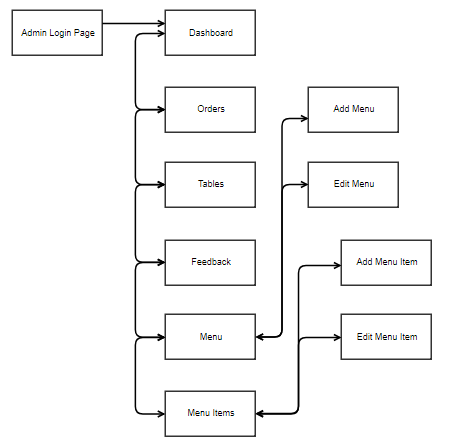 Admin Login Page
Dashboard
Orders
Add Menu
Tables
Edit Menu
Feedback
Add Menu Item
Menu
Edit Menu Item
Menu Items